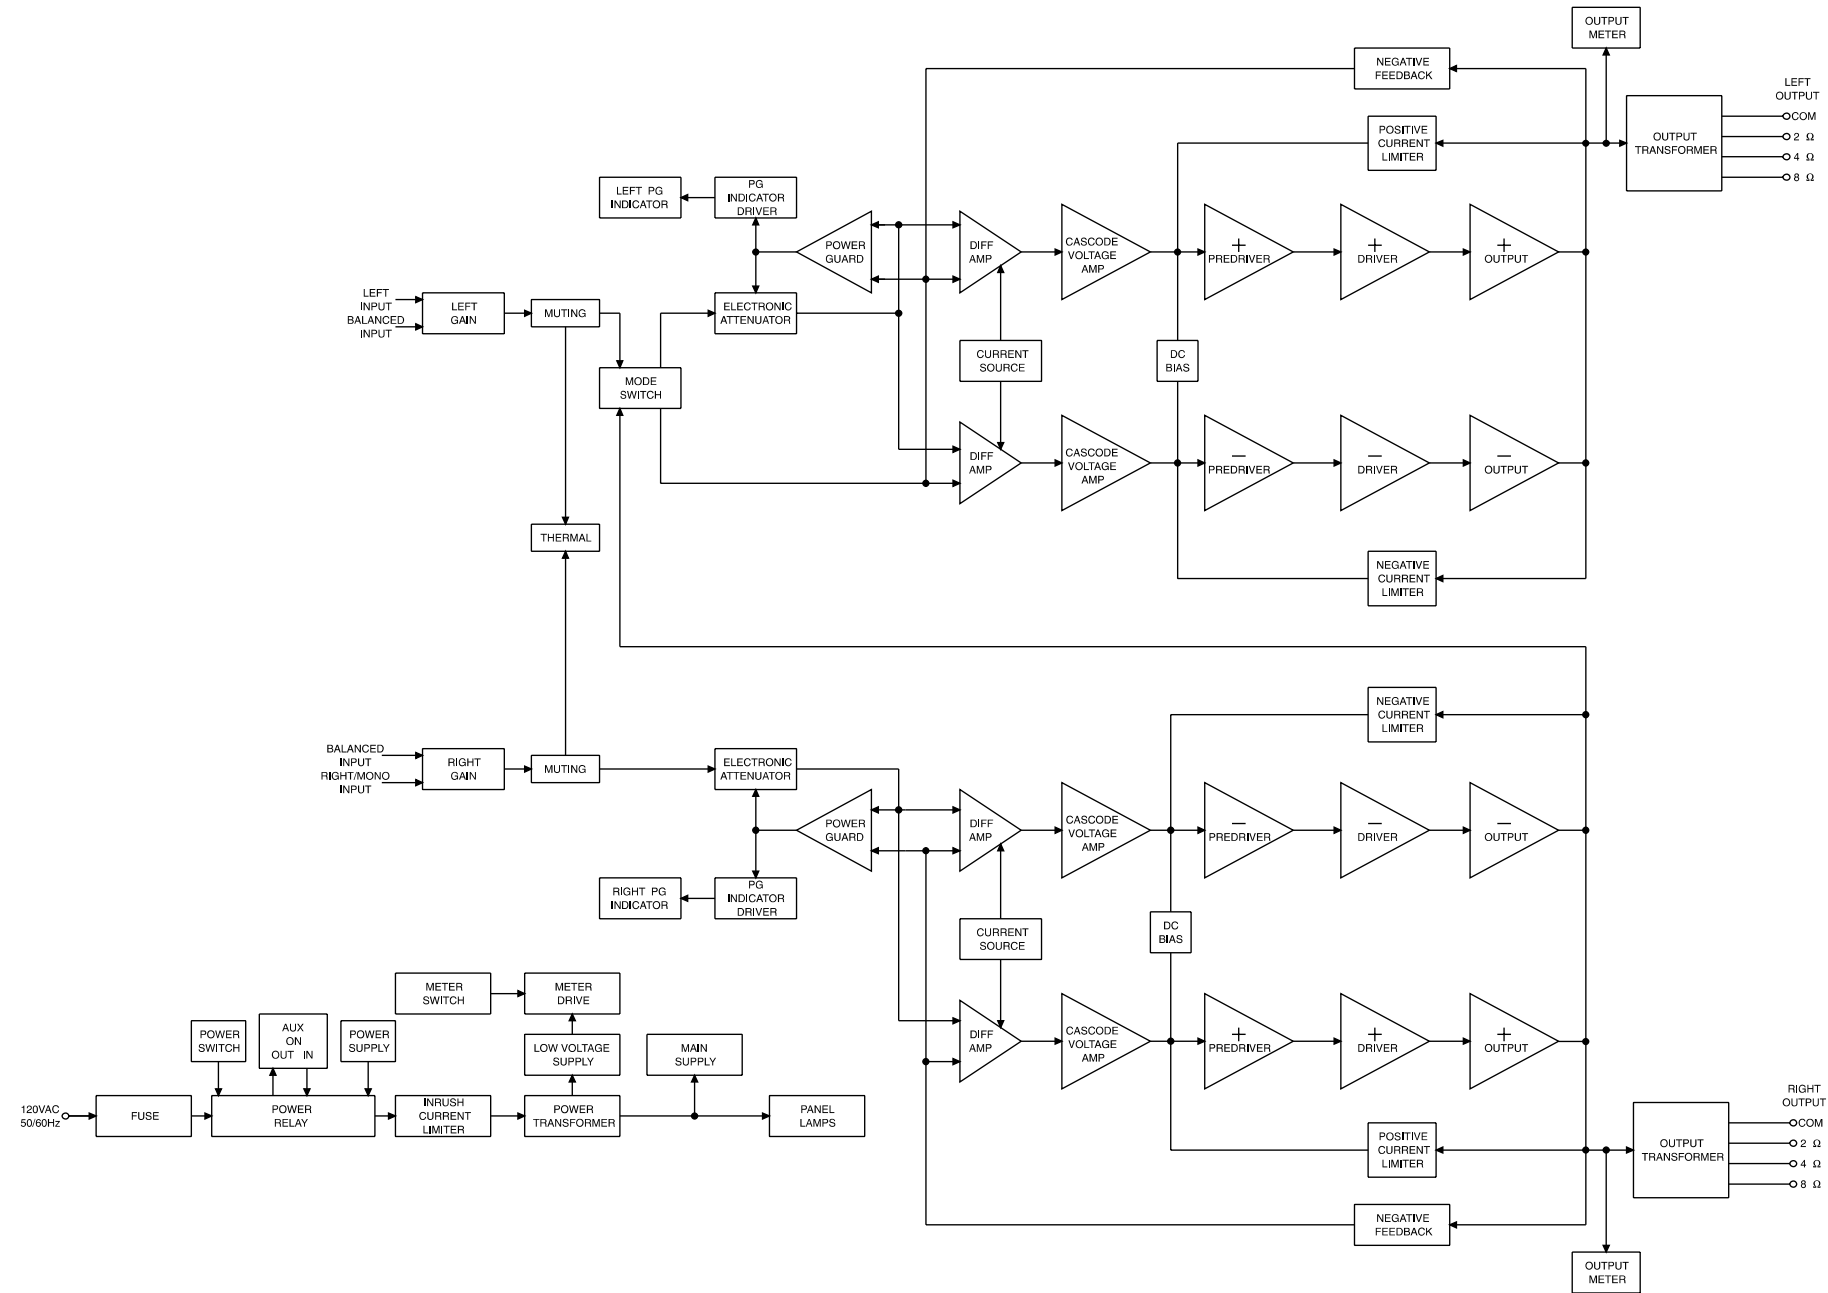 OUTPUT
METER
NEGATIVE
FEEDBACK
LEFT
OUTPUT
COM
2 Ω
4 Ω
8 Ω
OUTPUT
TRANSFORMER
POSITIVE
CURRENT
LIMITER
LEFT PG
INDICATOR
PG
INDICATOR
DRIVER
POWER
GUARD
DIFF
AMP
CASCODE
VOLTAGE
AMP
+
PREDRIVER
+
DRIVER
+
OUTPUT
LEFT
INPUT
BALANCED
INPUT
LEFT
GAIN
MUTING
ELECTRONIC
ATTENUATOR
MODE
SWITCH
CURRENT
SOURCE
DC
BIAS
DIFF
AMP
CASCODE
VOLTAGE
AMP
−
PREDRIVER
−
DRIVER
−
OUTPUT
THERMAL
NEGATIVE
CURRENT
LIMITER
NEGATIVE
CURRENT
LIMITER
BALANCED
INPUT
RIGHT/MONO
INPUT
RIGHT
GAIN
MUTING
ELECTRONIC
ATTENUATOR
POWER
GUARD
DIFF
AMP
CASCODE
VOLTAGE
AMP
−
PREDRIVER
−
DRIVER
−
OUTPUT
RIGHT PG
INDICATOR
PG
INDICATOR
DRIVER
CURRENT
SOURCE
DC
BIAS
METER
SWITCH
METER
DRIVE
POWER
SWITCH
AUX
ON
OUT IN
POWER
SUPPLY
LOW VOLTAGE
SUPPLY
MAIN
SUPPLY
DIFF
AMP
CASCODE
VOLTAGE
AMP
+
PREDRIVER
+
DRIVER
+
OUTPUT
120VAC
50/60Hz
FUSE
POWER
RELAY
INRUSH
CURRENT
LIMITER
POWER
TRANSFORMER
PANEL
LAMPS
POSITIVE
CURRENT
LIMITER
OUTPUT
TRANSFORMER
RIGHT
OUTPUT
COM
2 Ω
4 Ω
8 Ω
NEGATIVE
FEEDBACK
OUTPUT
METER